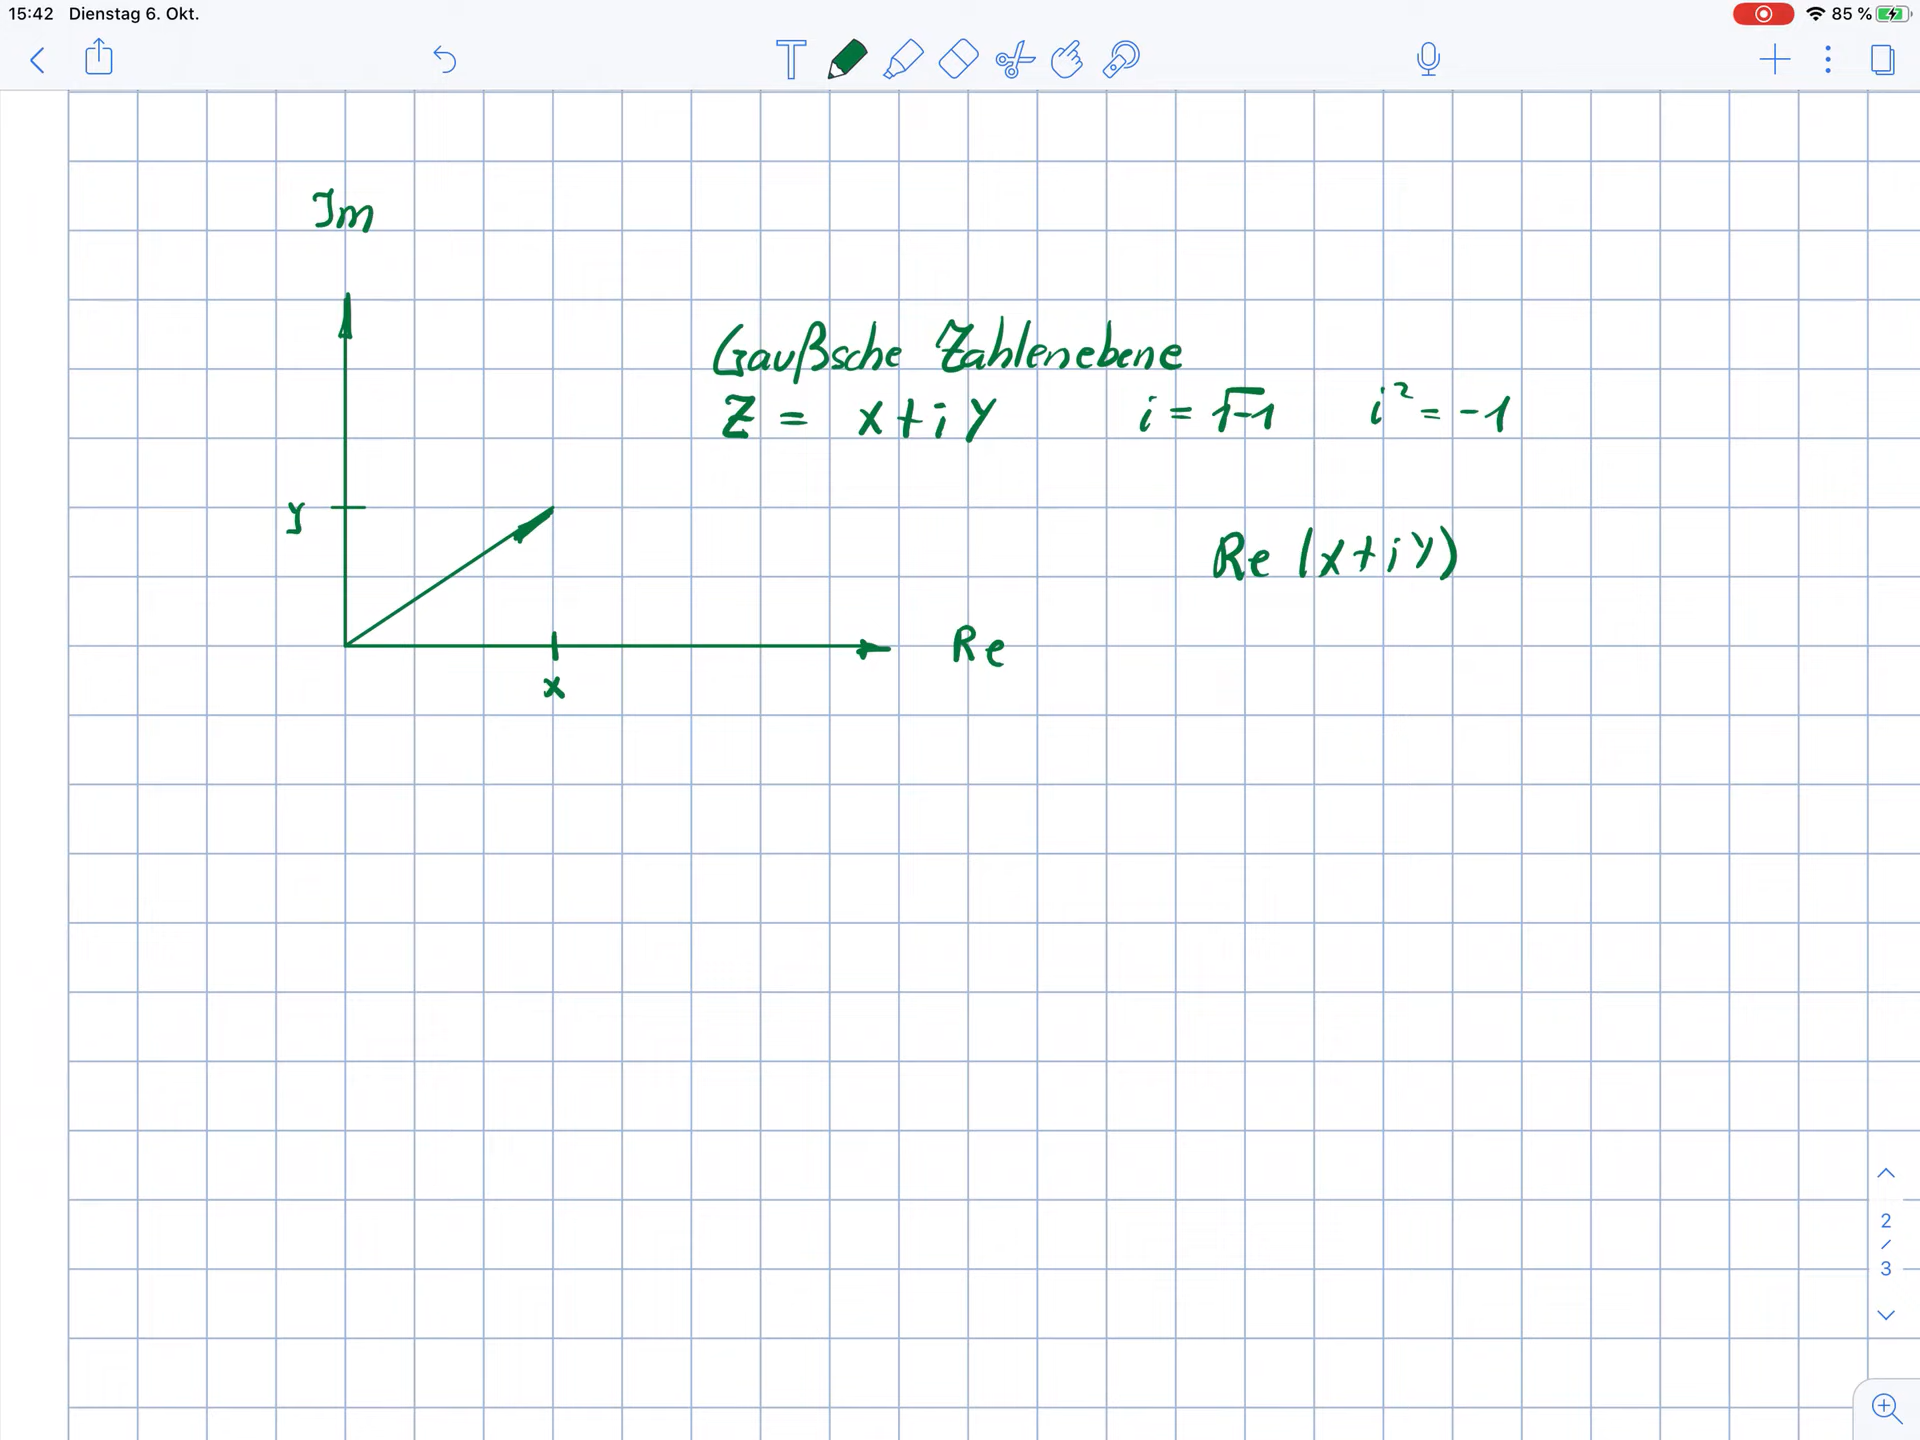 15:42 Dienstag 6. Okt. 85 %
Im
Gaußsche Zahlenebene
Z = x + i y i = √-1 i² = -1
y
Re (x + i y)
Re
x
2
/
3